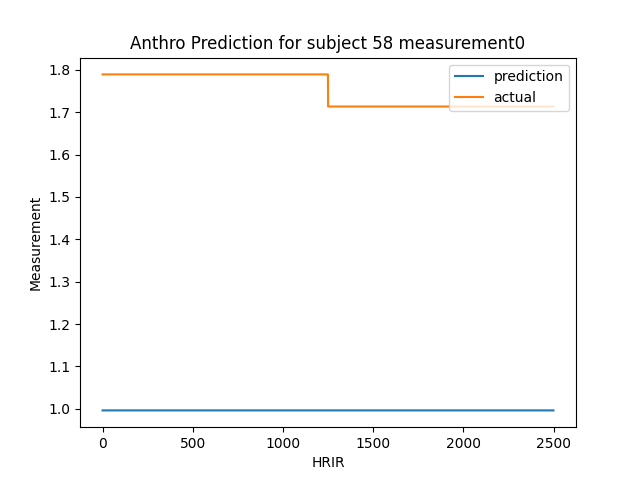 Anthro Prediction for subject 58 measurement0
1.8
1.7
1.6
1.5
1.4
1.3
1.2
1.1
1.0
Measurement
prediction
actual
0 500 1000 1500 2000 2500
HRIR